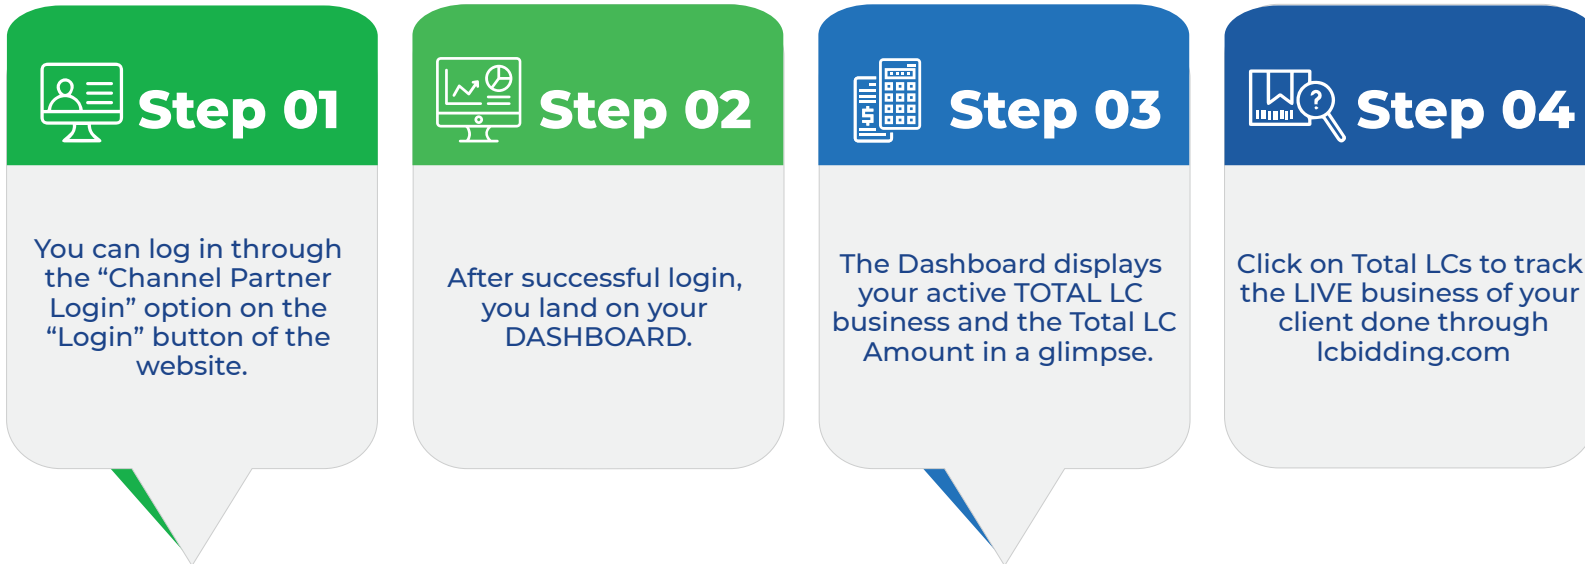 Step 01
You can log in through
the “Channel Partner
Login” option on the
“Login” button of the
website.
Step 02
After successful login,
you land on your
DASHBOARD.
Step 03
The Dashboard displays
your active TOTAL LC
business and the Total LC
Amount in a glimpse.
Step 04
Click on Total LCs to track
the LIVE business of your
client done through
lcbidding.com